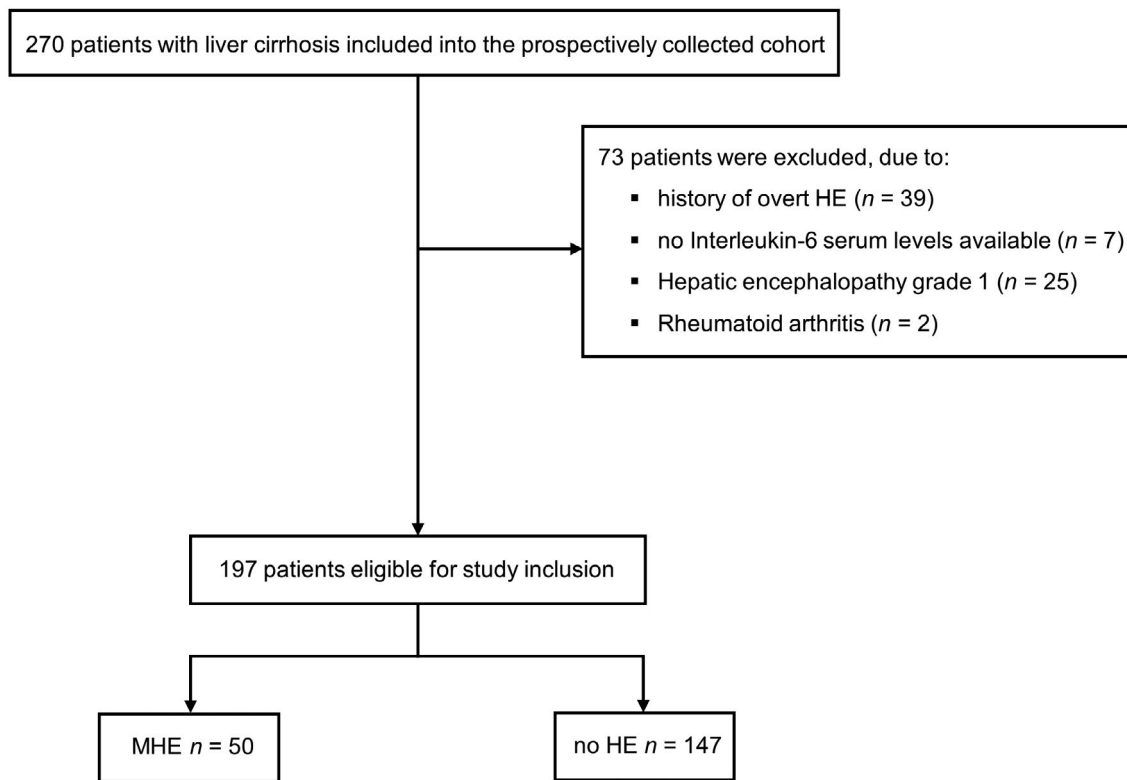 270 patients with liver cirrhosis included into the prospectively collected cohort
73 patients were excluded, due to:
▪ history of overt HE (n = 39)
▪ no Interleukin-6 serum levels available (n = 7)
▪ Hepatic encephalopathy grade 1 (n = 25)
▪ Rheumatoid arthritis (n = 2)
197 patients eligible for study inclusion
MHE n = 50
no HE n = 147